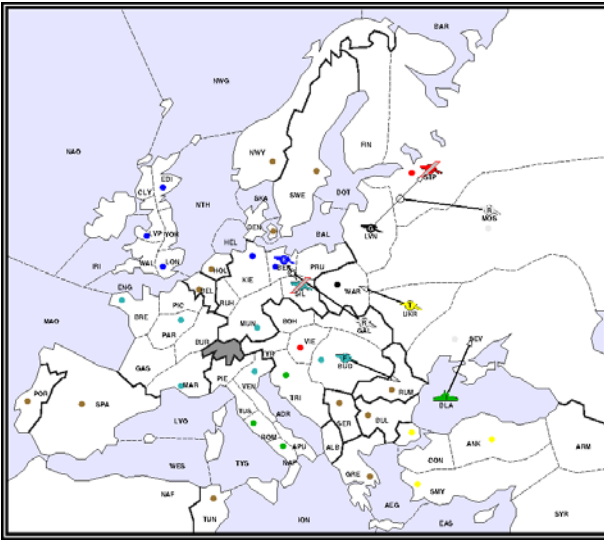 BAR
NWG
NAO
FIN
NWY
STP
EDI
CLY
SWE
SKA
BOT
MOS
NTH
LVN
DEN
LVP YOK
HEL
BAL
IRI
WAL LON
HOL
KIE
BER
PRU
ENG
BEL
RUH
SIL
WAR
UKR
MAO
PIC
BRE
MUN
BOH
GAL
PAR
BUR
TYR
VIE
SEV
GAS
BUD
MAR
PIE
VEN
TRI
RUM
BLA
POR
SPA
TUS
ADR
SER
BUL
LYO
ROM
APU
ALB
ANK
ARM
WES
TYS
NAP
CON
GRE
NAF
AEG
SMY
TUN
ION
EAS
SYR